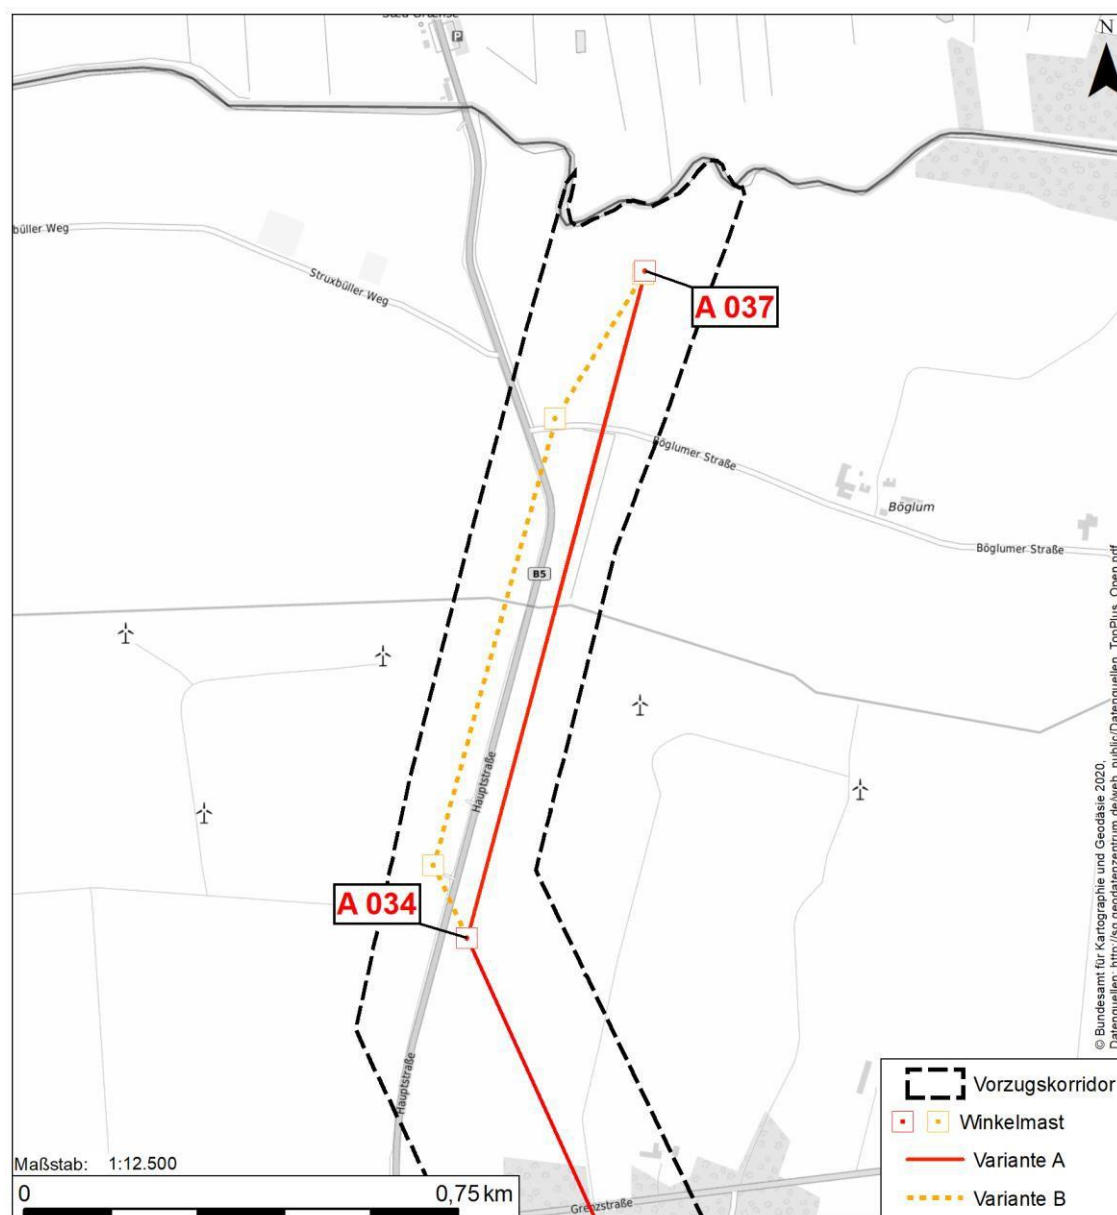 P
N
büller Weg
Struxbüller Weg
A 037
Böglumer Straße
Böglum
Böglumer Straße
B5
Hauptstraße
A 034
Hauptstraße
© Bundesamt für Kartographie und Geodäsie 2020,
Vorzugskorridor
Winkelmast
Variante A
Variante B
Maßstab: 1:12.500
0 0,75 km
Grenzstraße